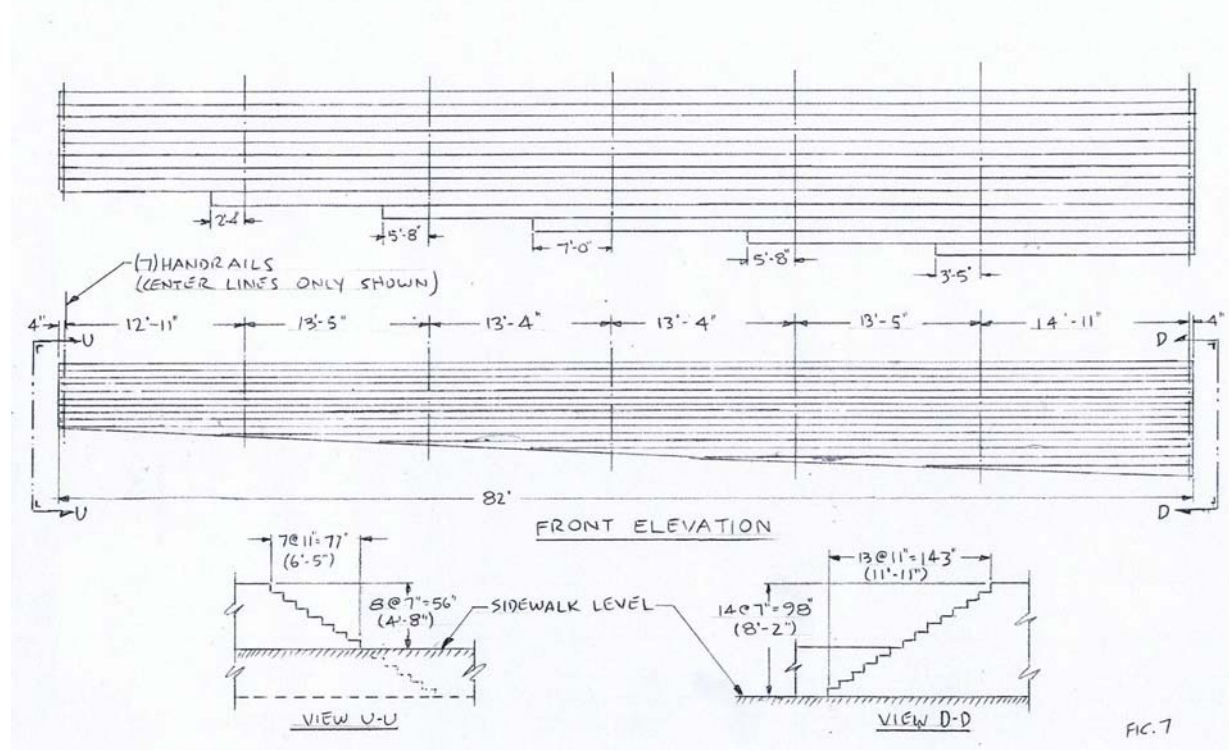 2'-4"
5'-8"
7'-0"
5'-8"
3'-5"
(7) HANDRAILS
(CENTER LINES ONLY SHOWN)
4" 12'-11" 13'-5" 13'-4" 13'-4" 13'-5" 14'-11" 4"
U D
82'
U D
FRONT ELEVATION
7@11"=77"
(6'-5")
8@7"=56"
(4'-8")
SIDEWALK LEVEL
VIEW U-U
13@11"=143"
(11'-11")
14@7"=98"
(8'-2")
VIEW D-D
FIG. 7